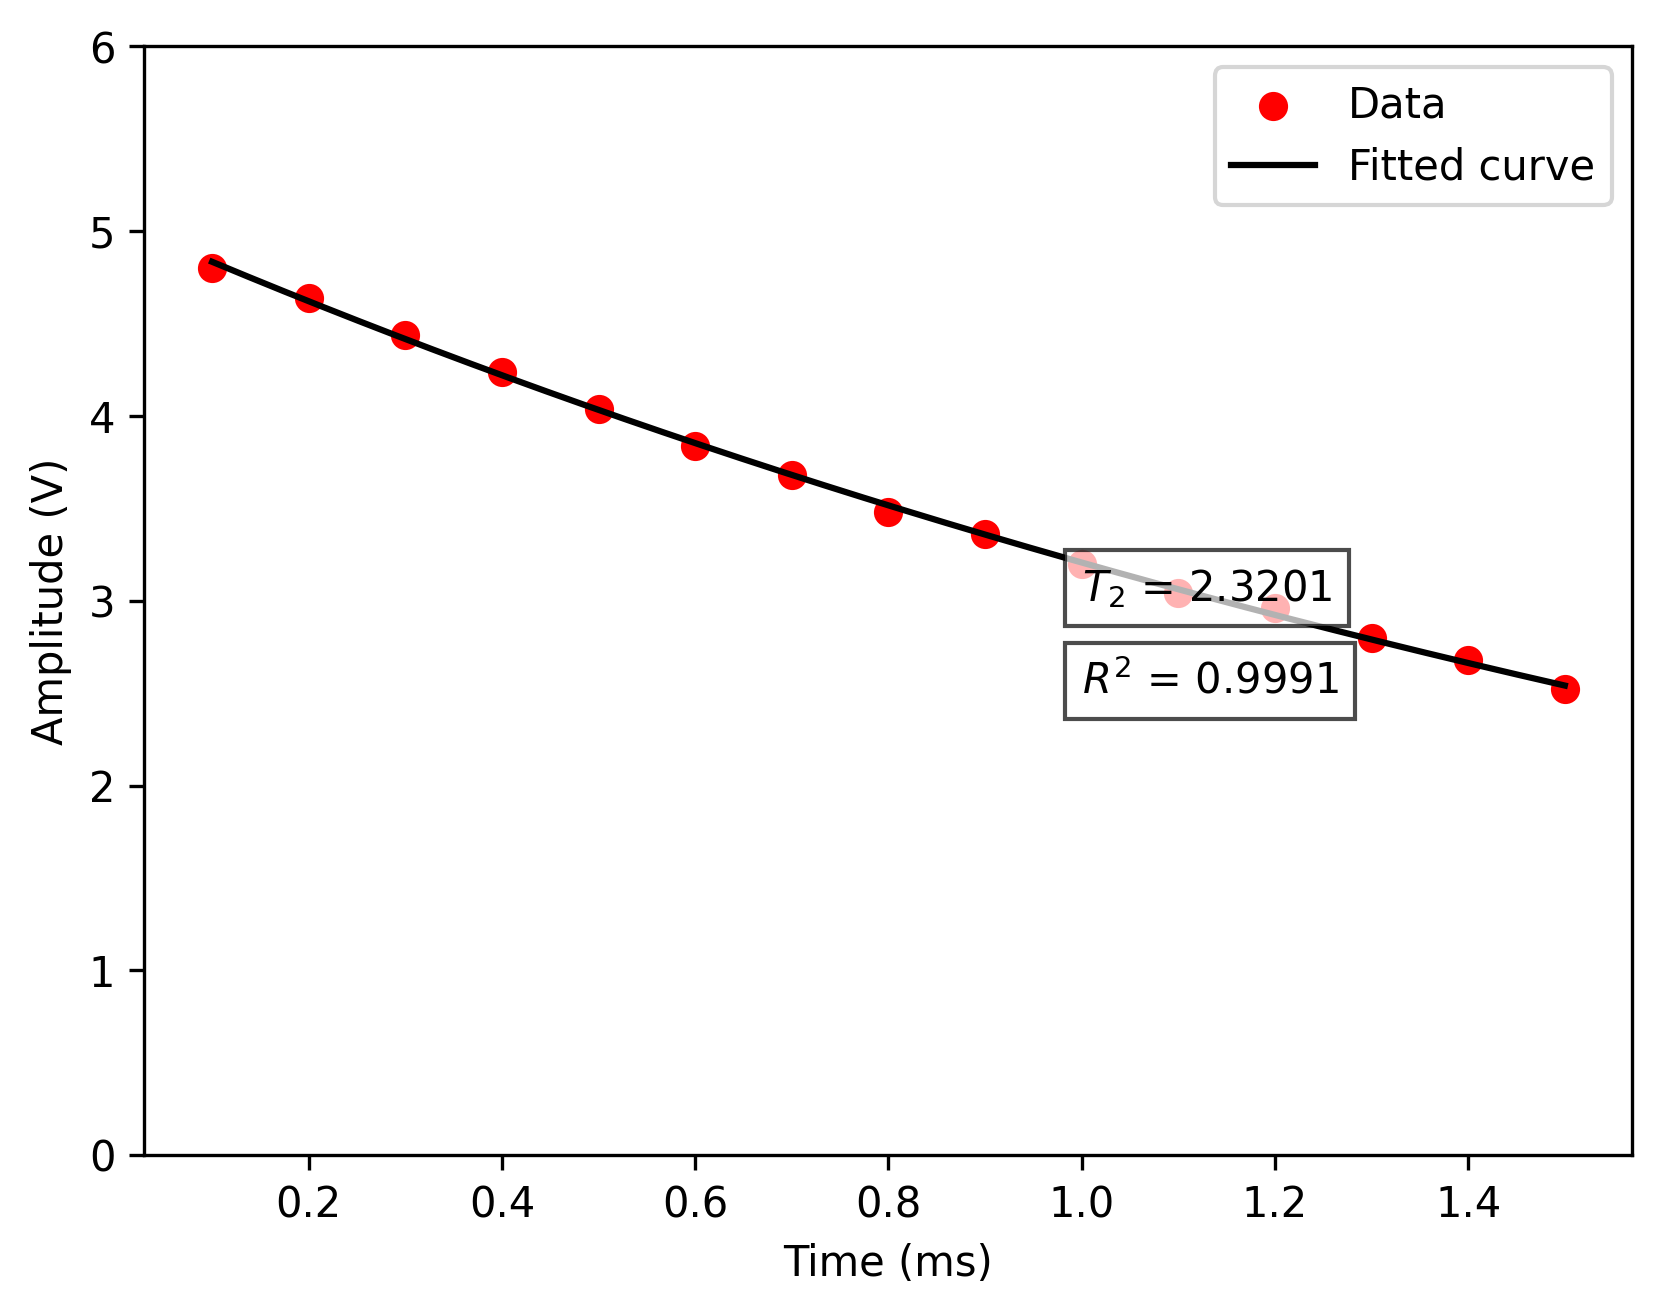 6
5
4
3
2
1
0
Amplitude (V)
Data
Fitted curve
T₂ = 2.3201
R² = 0.9991
0.2 0.4 0.6 0.8 1.0 1.2 1.4
Time (ms)